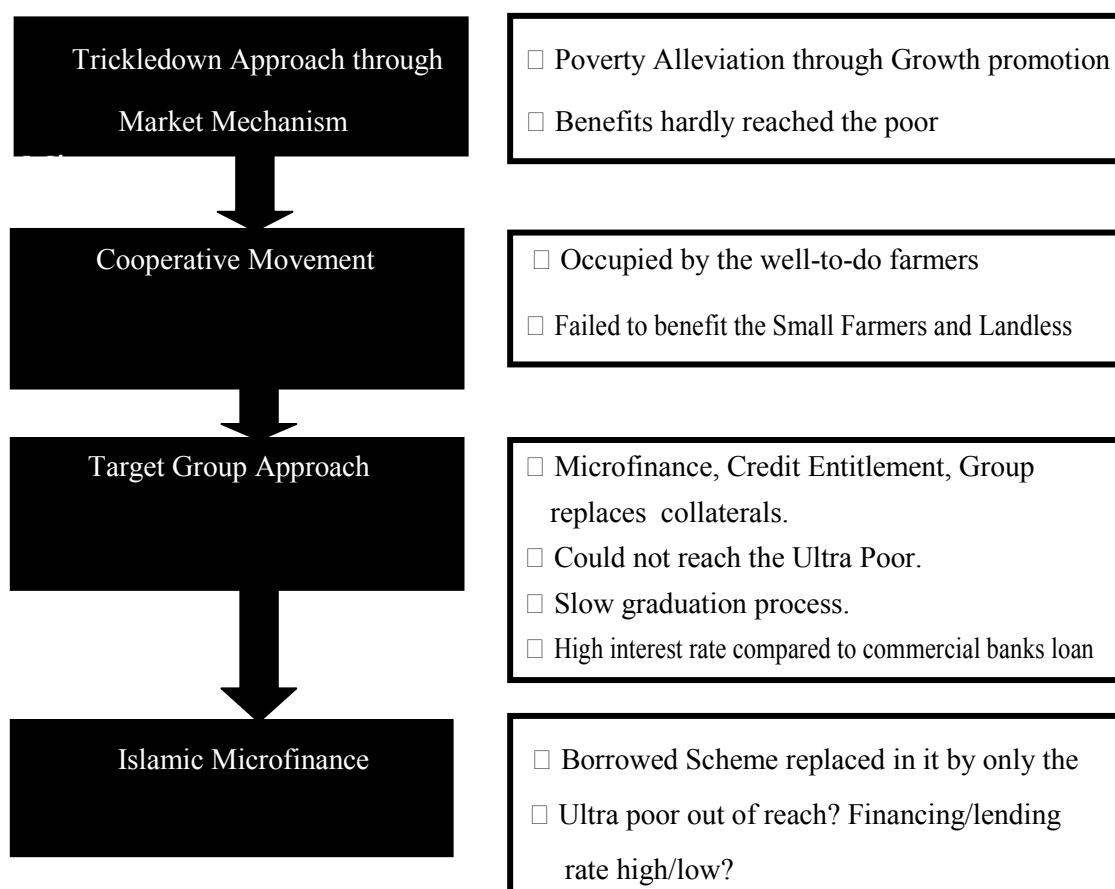 Trickledown Approach through
Market Mechanism
□ Poverty Alleviation through Growth promotion
□ Benefits hardly reached the poor
Cooperative Movement
□ Occupied by the well-to-do farmers
□ Failed to benefit the Small Farmers and Landless
Target Group Approach
□ Microfinance, Credit Entitlement, Group
replaces collaterals.
□ Could not reach the Ultra Poor.
□ Slow graduation process.
□ High interest rate compared to commercial banks loan
Islamic Microfinance
□ Borrowed Scheme replaced in it by only the
□ Ultra poor out of reach? Financing/lending
rate high/low?